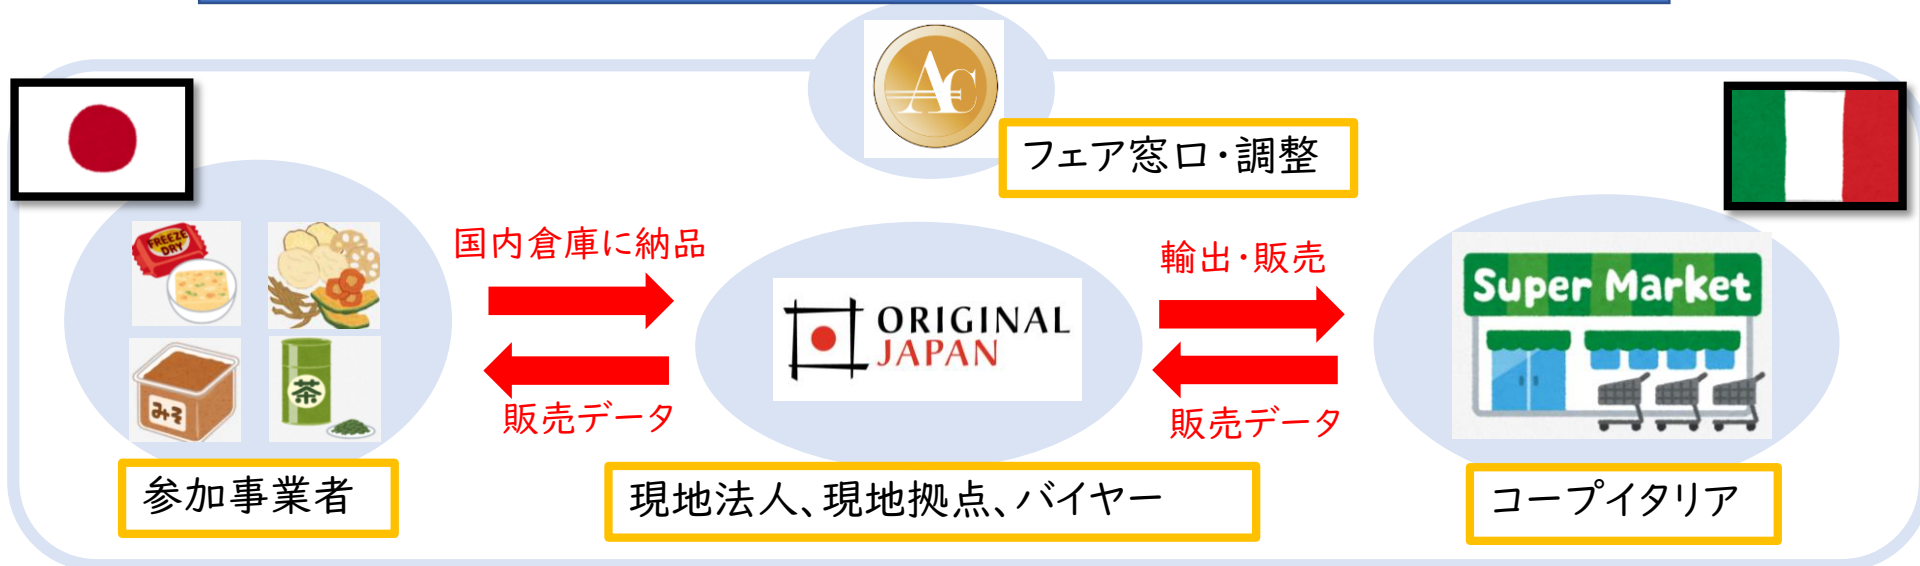 AC
フェア窓口・調整
国内倉庫に納品
輸出・販売
FREEZE
DRY
Super Market
ORIGINAL
JAPAN
みそ
茶
販売データ
販売データ
参加事業者
現地法人、現地拠点、バイヤー
コープイタリア